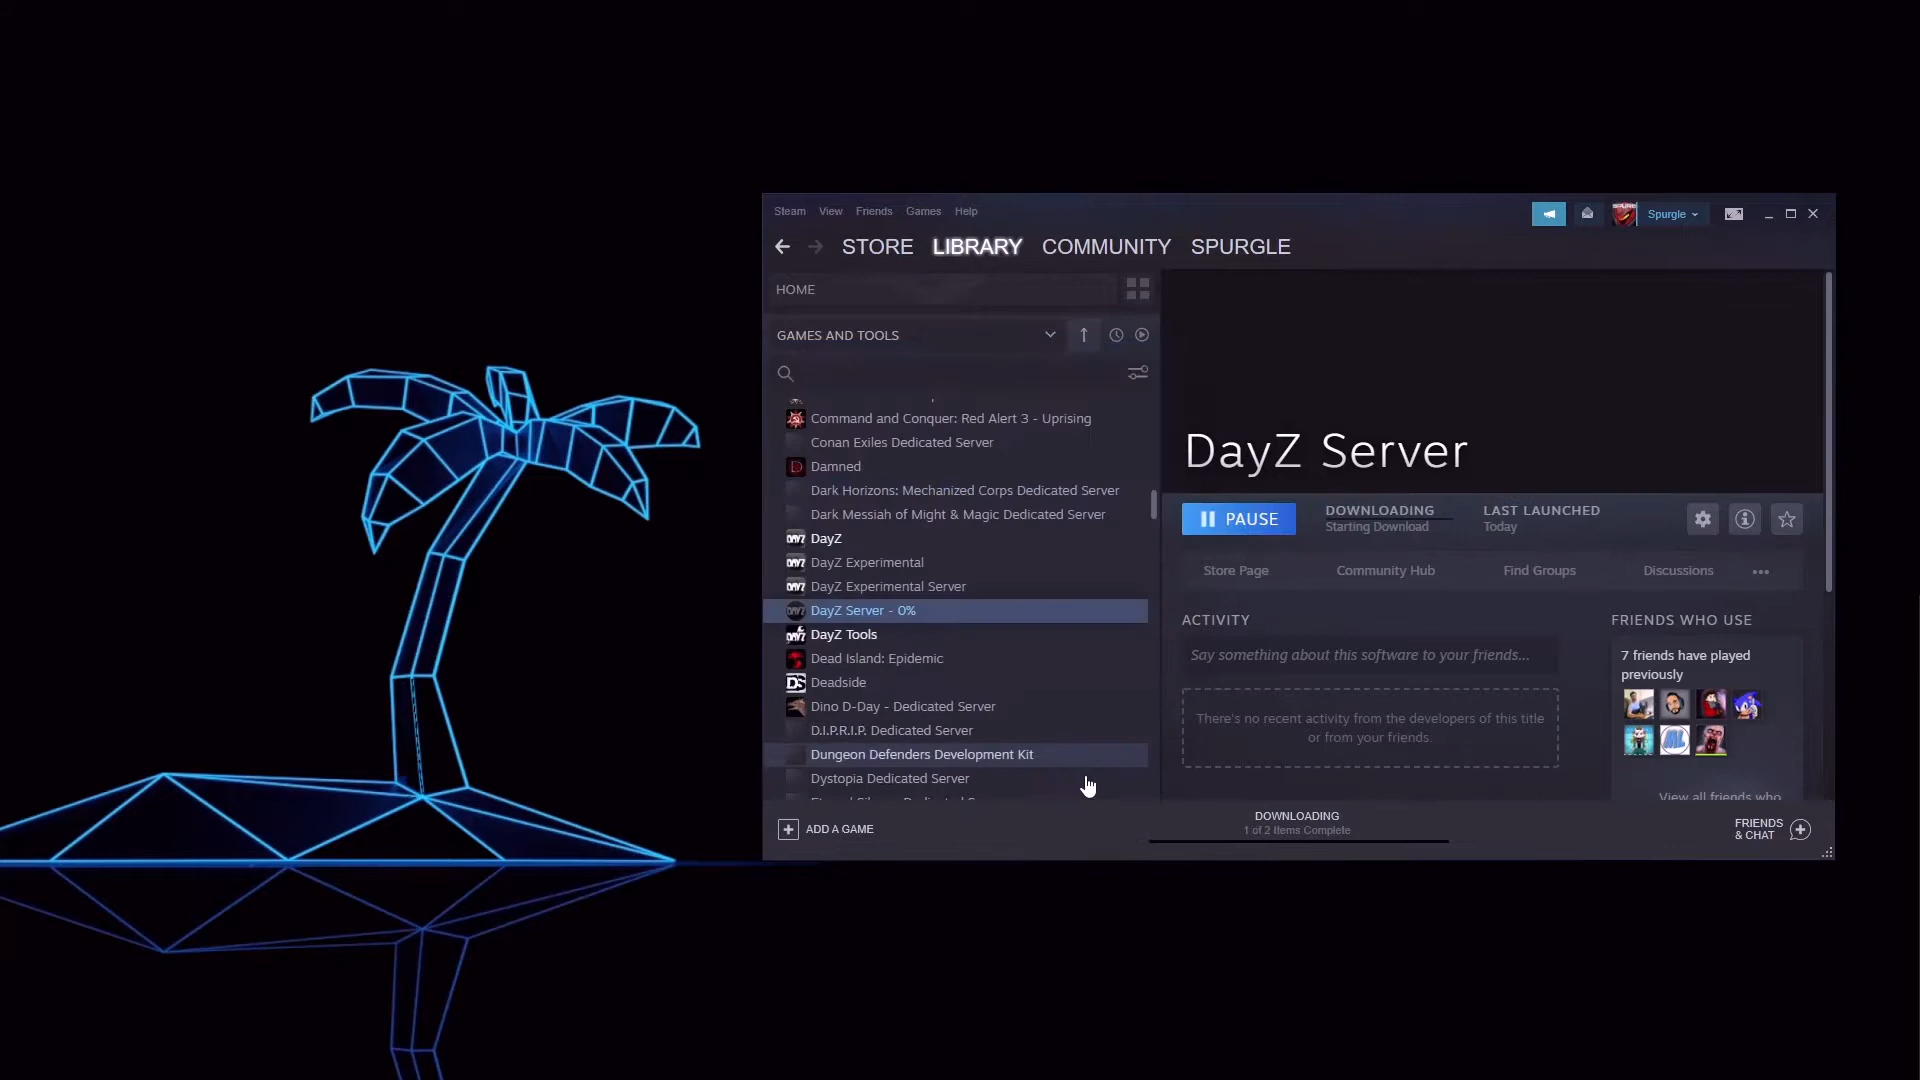 Steam View Friends Games Help
Spurgle
STORE LIBRARY COMMUNITY SPURGLE
HOME
GAMES AND TOOLS
Command and Conquer: Red Alert 3 - Uprising
Conan Exiles Dedicated Server
Damned
Dark Horizons: Mechanized Corps Dedicated Server
Dark Messiah of Might & Magic Dedicated Server
DayZ
DayZ Experimental
DayZ Experimental Server
DayZ Server - 0%
DayZ Tools
Dead Island: Epidemic
Deadside
Dino D-Day - Dedicated Server
D.I.P.R.I.P. Dedicated Server
Dungeon Defenders Development Kit
Dystopia Dedicated Server
DayZ Server
PAUSE
DOWNLOADING
Starting Download
LAST LAUNCHED
Today
Store Page Community Hub Find Groups Discussions
ACTIVITY
Say something about this software to your friends...
There's no recent activity from the developers of this title
or from your friends.
FRIENDS WHO USE
7 friends have played
previously
View all friends who
ADD A GAME
DOWNLOADING
1 of 2 Items Complete
FRIENDS
& CHAT